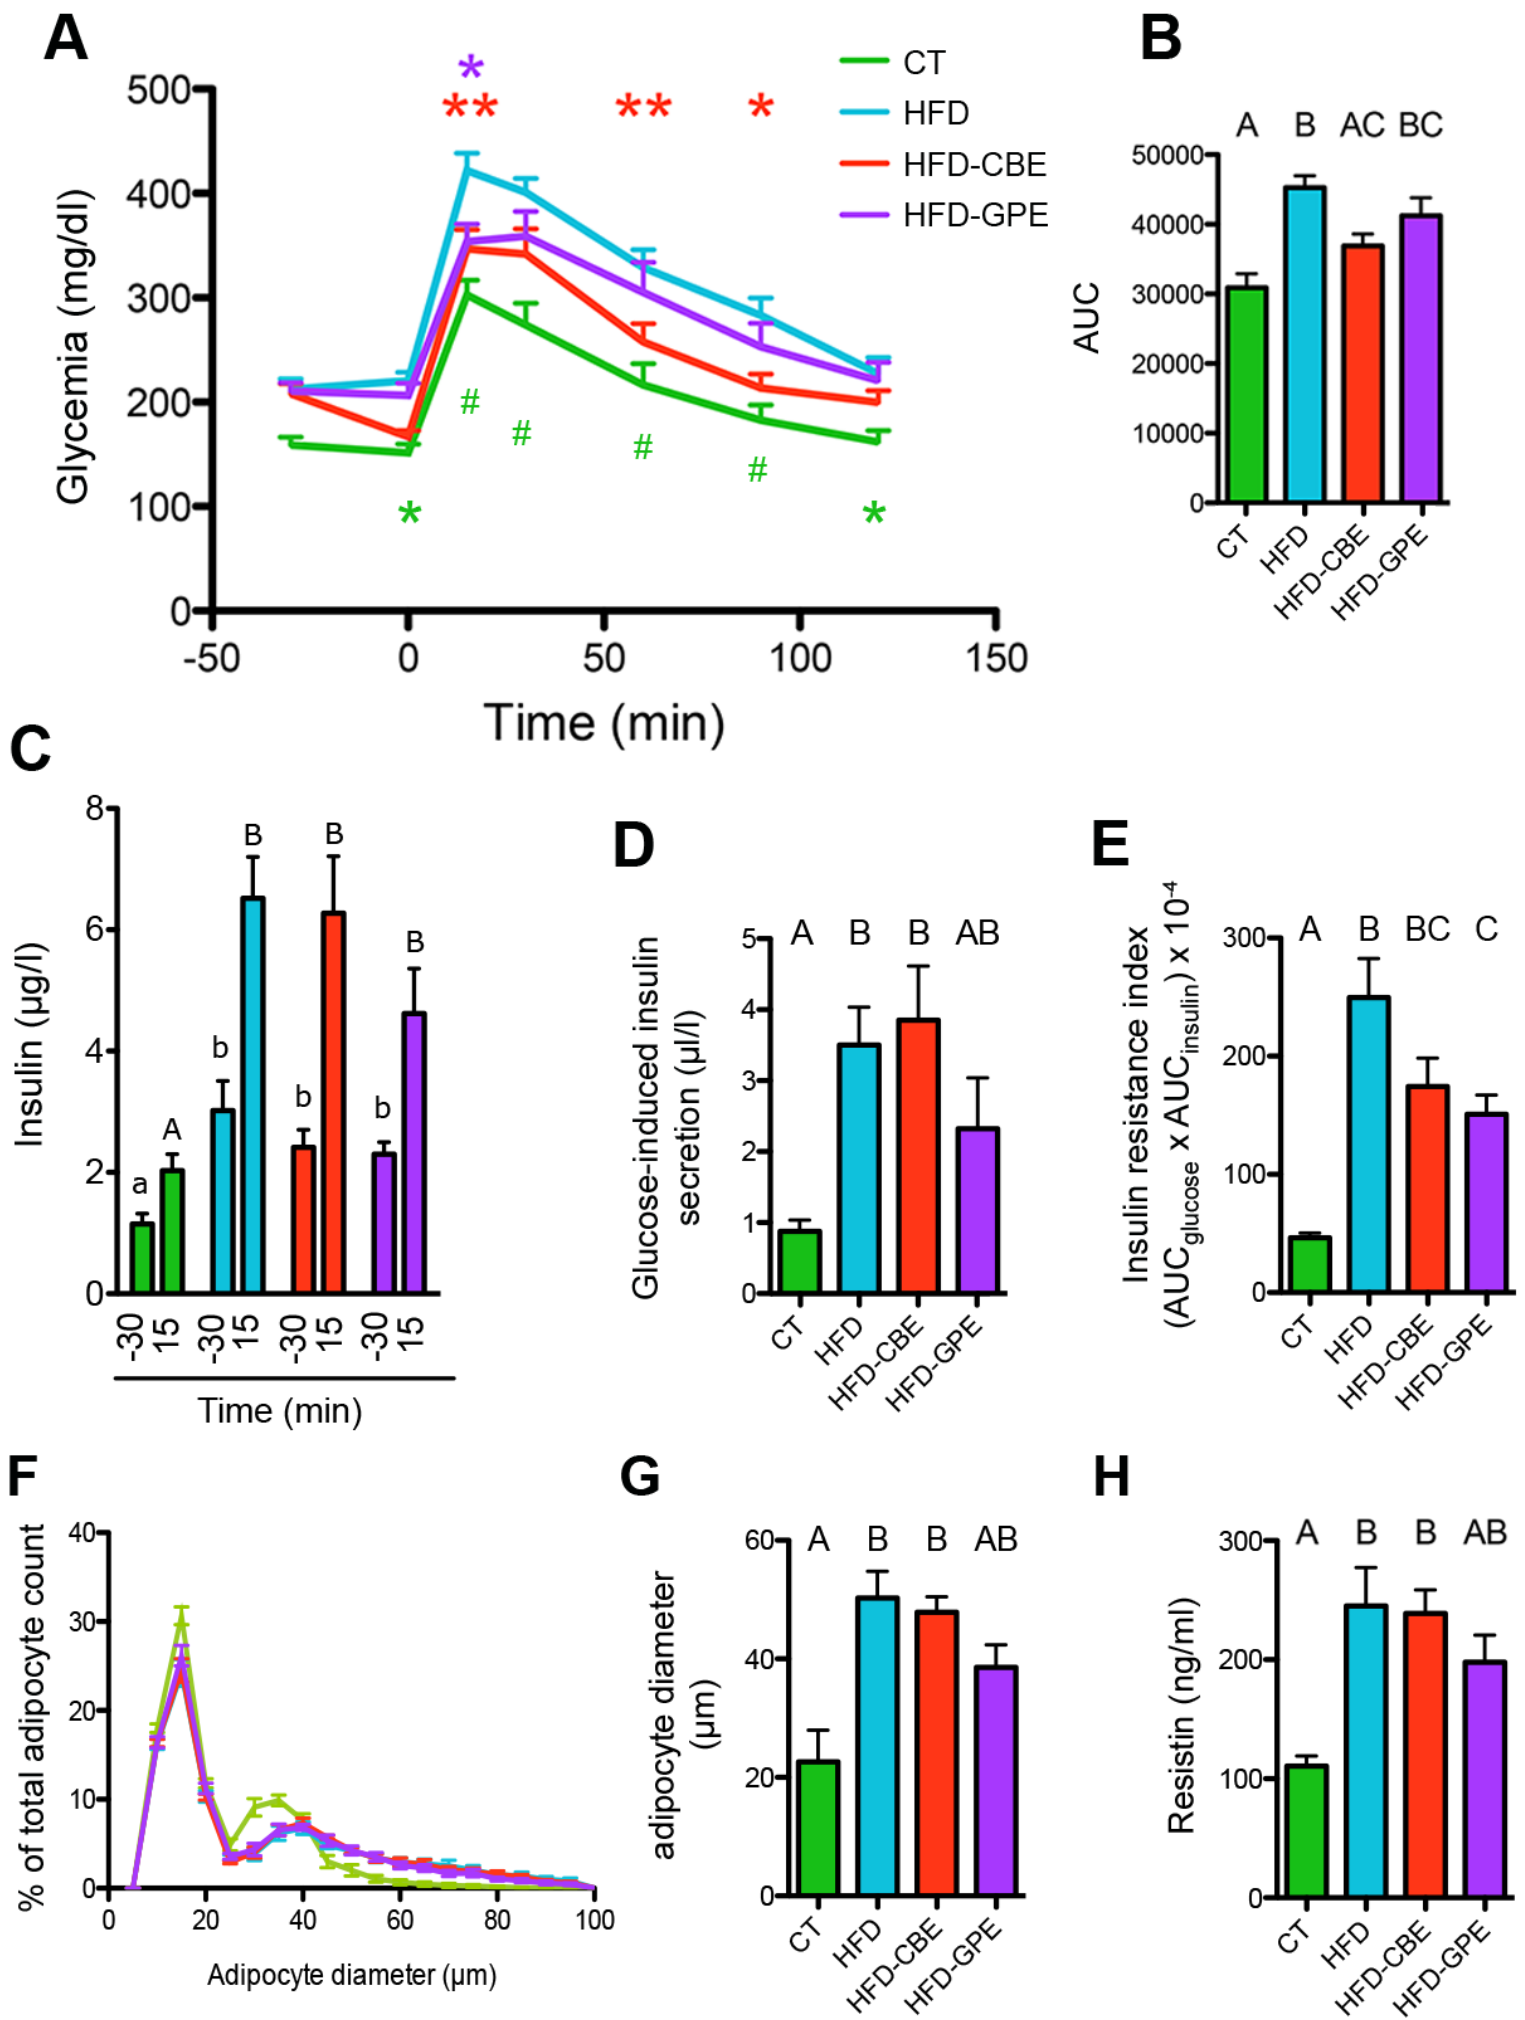 A
500
400
300
200
100
0
Glycemia (mg/dl)
*
**
**
*
#
#
#
#
*
*
-50
0
50
100
150
Time (min)
CT
HFD
HFD-CBE
HFD-GPE
B
A
B
AC
BC
50000
40000
30000
20000
10000
0
AUC
CT
HFD
HFD-CBE
HFD-GPE
C
8
6
4
2
0
Insulin (µg/l)
a
A
b
B
b
B
b
B
-30
15
-30
15
-30
15
-30
15
Time (min)
D
A
B
B
AB
5
4
3
2
1
0
Glucose-induced insulin
secretion (µl/l)
CT
HFD
HFD-CBE
HFD-GPE
E
A
B
BC
C
300
200
100
0
Insulin resistance index
(AUCglucose x AUCinsulin) x 10-4
CT
HFD
HFD-CBE
HFD-GPE
F
40
30
20
10
0
% of total adipocyte count
0
20
40
60
80
100
Adipocyte diameter (µm)
G
A
B
B
AB
60
40
20
0
adipocyte diameter
(µm)
CT
HFD
HFD-CBE
HFD-GPE
H
A
B
B
AB
300
200
100
0
Resistin (ng/ml)
CT
HFD
HFD-CBE
HFD-GPE